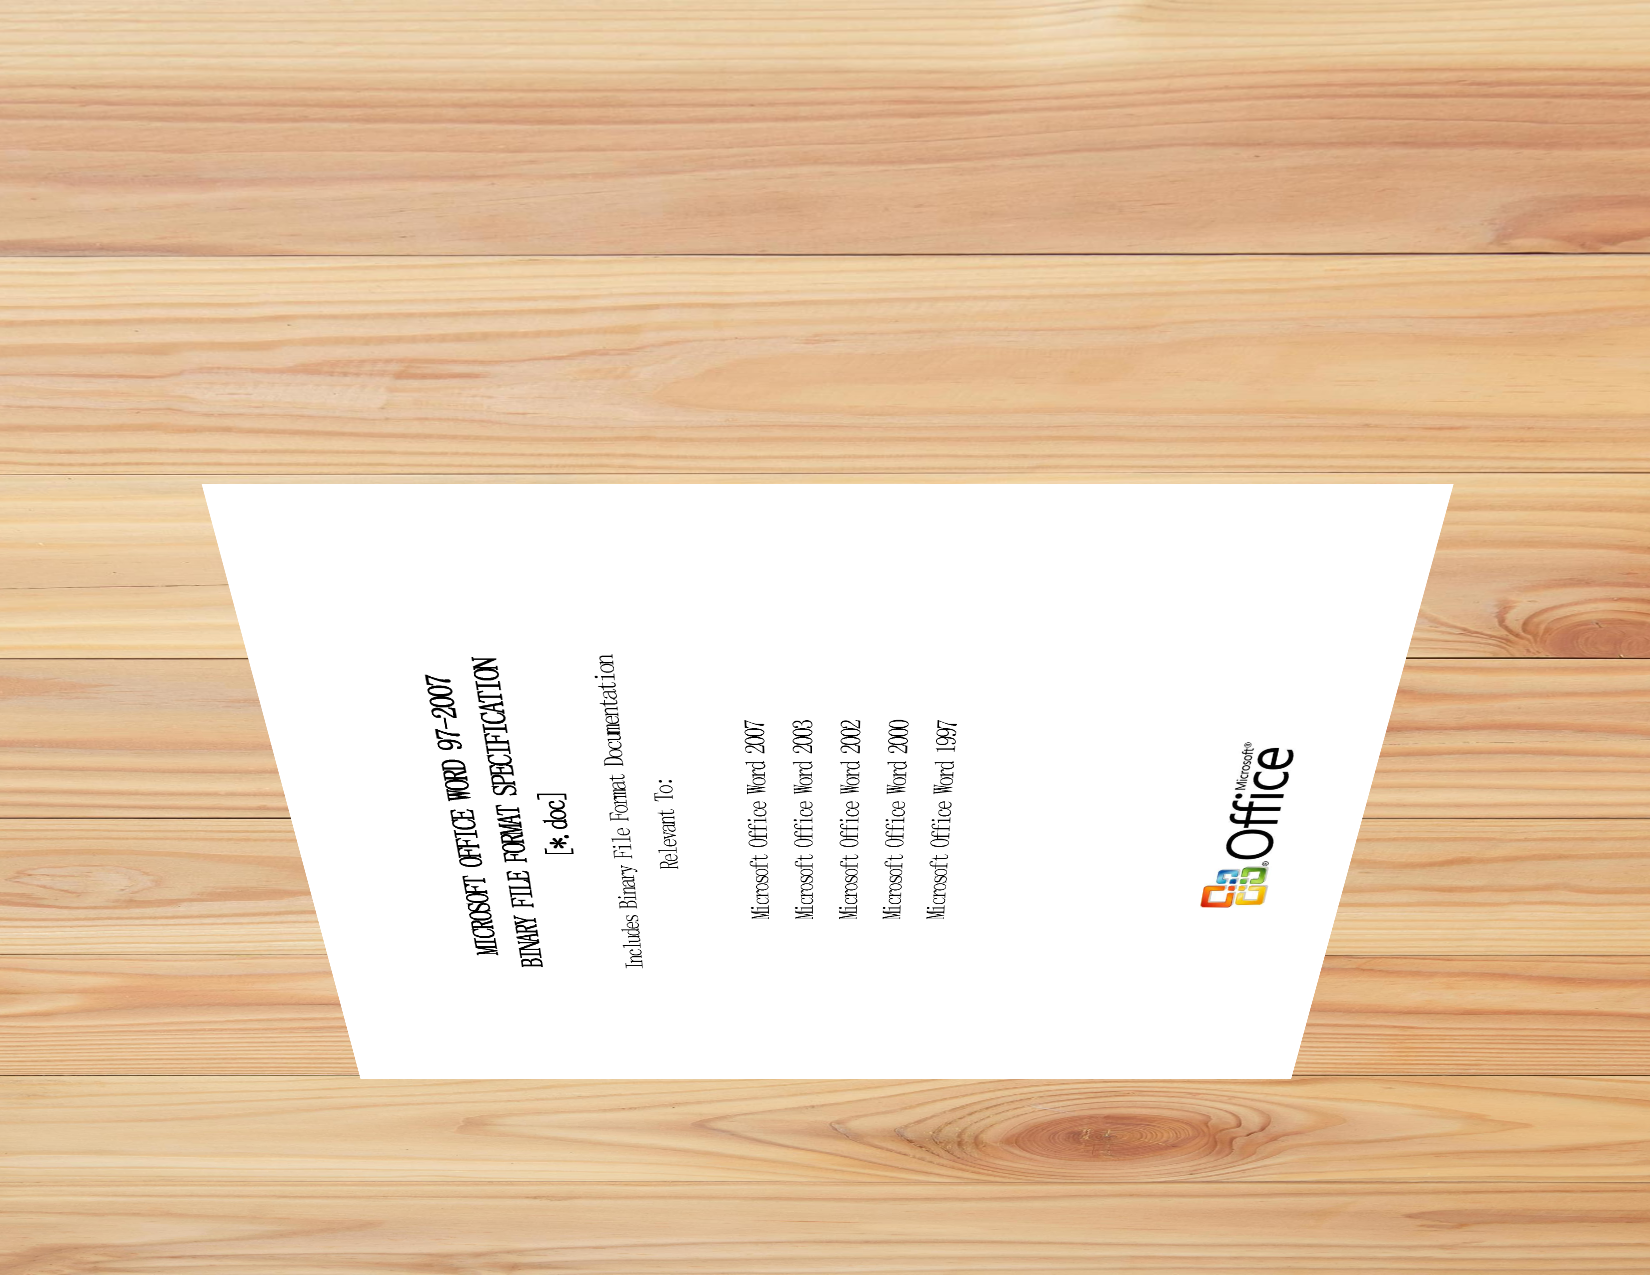 MICROSOFT OFFICE WORD 97-2007
BINARY FILE FORMAT SPECIFICATION
[*.doc]
Includes Binary File Format Documentation
Relevant To:
Microsoft Office Word 2007
Microsoft Office Word 2003
Microsoft Office Word 2002
Microsoft Office Word 2000
Microsoft Office Word 1997
Microsoft®
® Office